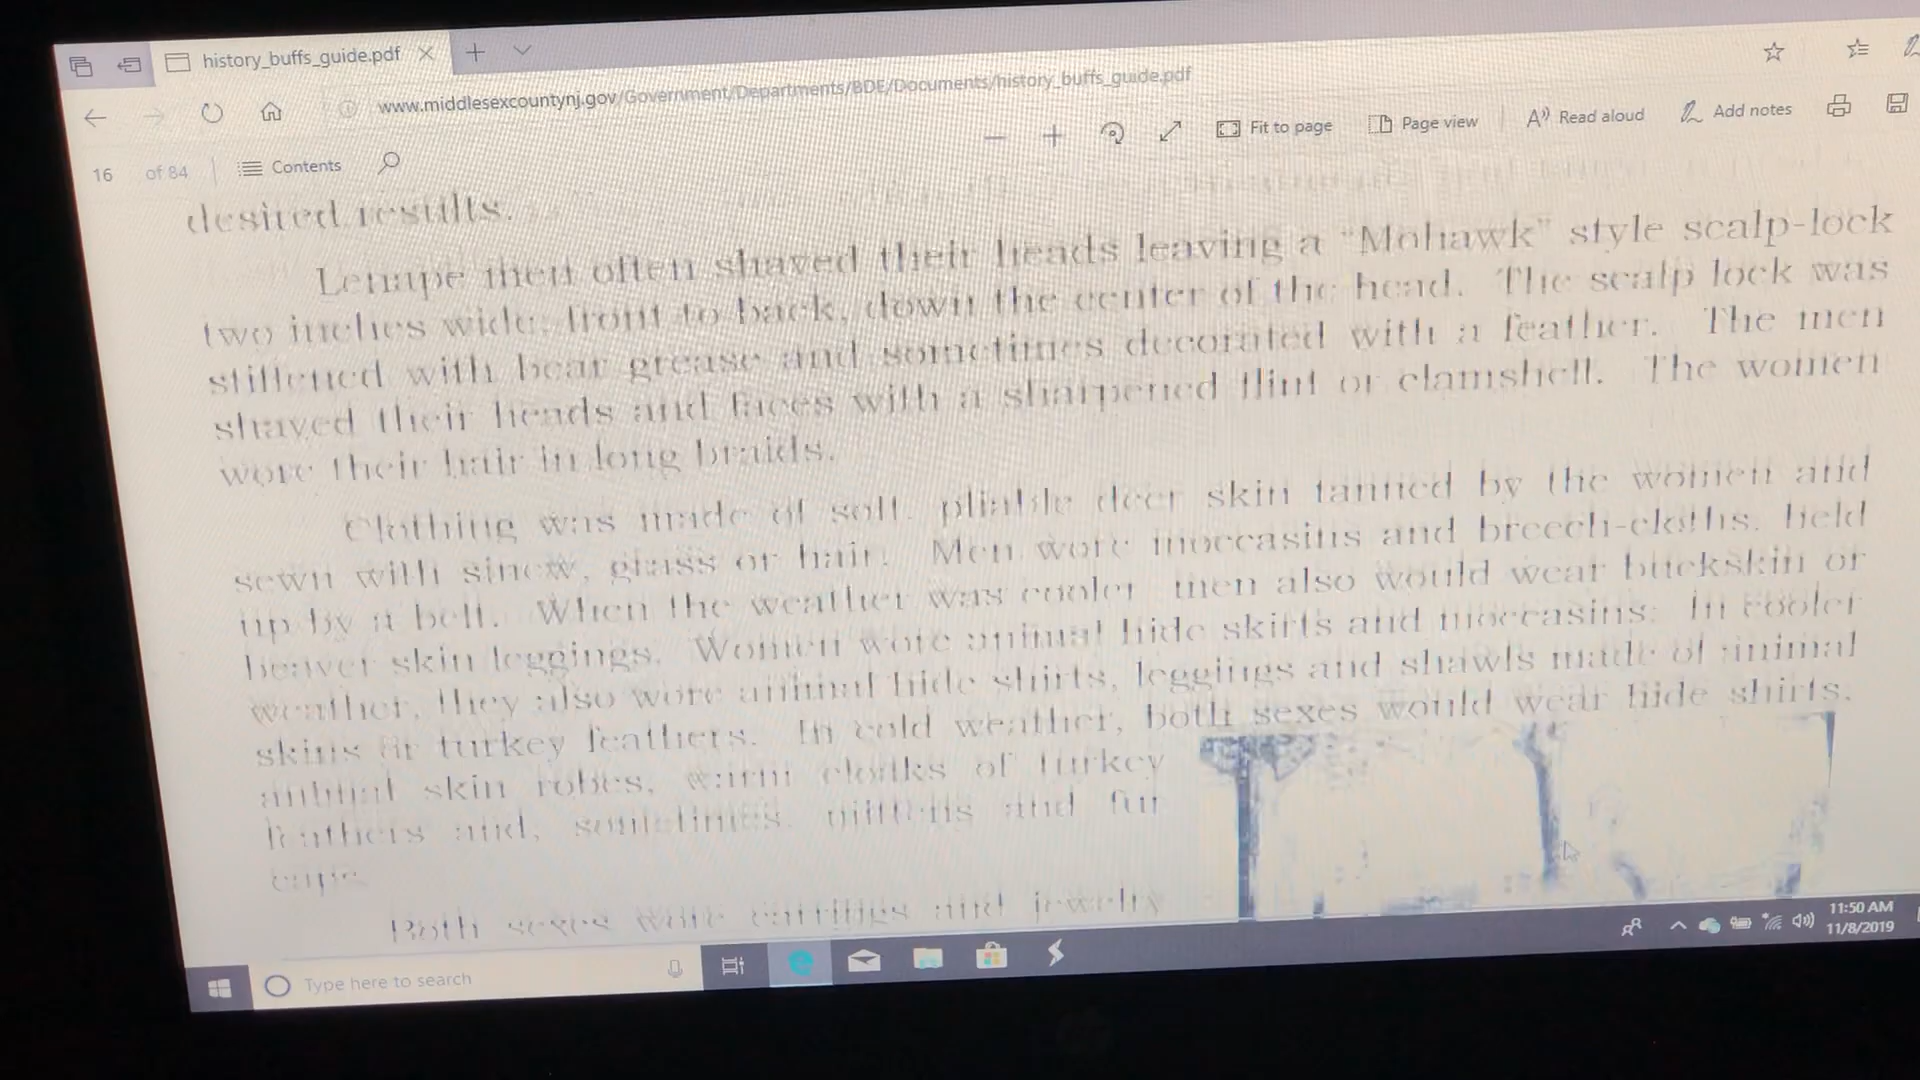 history_buffs_guide.pdf
www.middlesexcountynj.gov/Government/Departments/BDE/Documents/history_buffs_guide.pdf
Fit to page Page view Read aloud Add notes
16 of 84 Contents
desired results.
Lenape men often shaved their heads leaving a "Mohawk" style scalp-lock
two inches wide, front to back, down the center of the head. The scalp lock was
stiffened with bear grease and sometimes decorated with a feather. The men
shaved their heads and faces with a sharpened flint or clamshell. The women
wore their hair in long braids.
Clothing was made of soft, pliable deer skin tanned by the women and
sewn with sinew, grass or hair. Men wore moccasins and breech-cloths, held
up by a belt. When the weather was cooler men also would wear buckskin or
beaver skin leggings. Women wore animal hide skirts and moccasins. In cooler
weather, they also wore animal hide shirts, leggings and shawls made of animal
skins or turkey feathers. In cold weather, both sexes would wear hide shirts,
animal skin robes, warm cloaks of turkey
feathers and, sometimes, mittens and fur
caps.
Both sexes wore earrings and jewelry
11:50 AM
11/8/2019
Type here to search